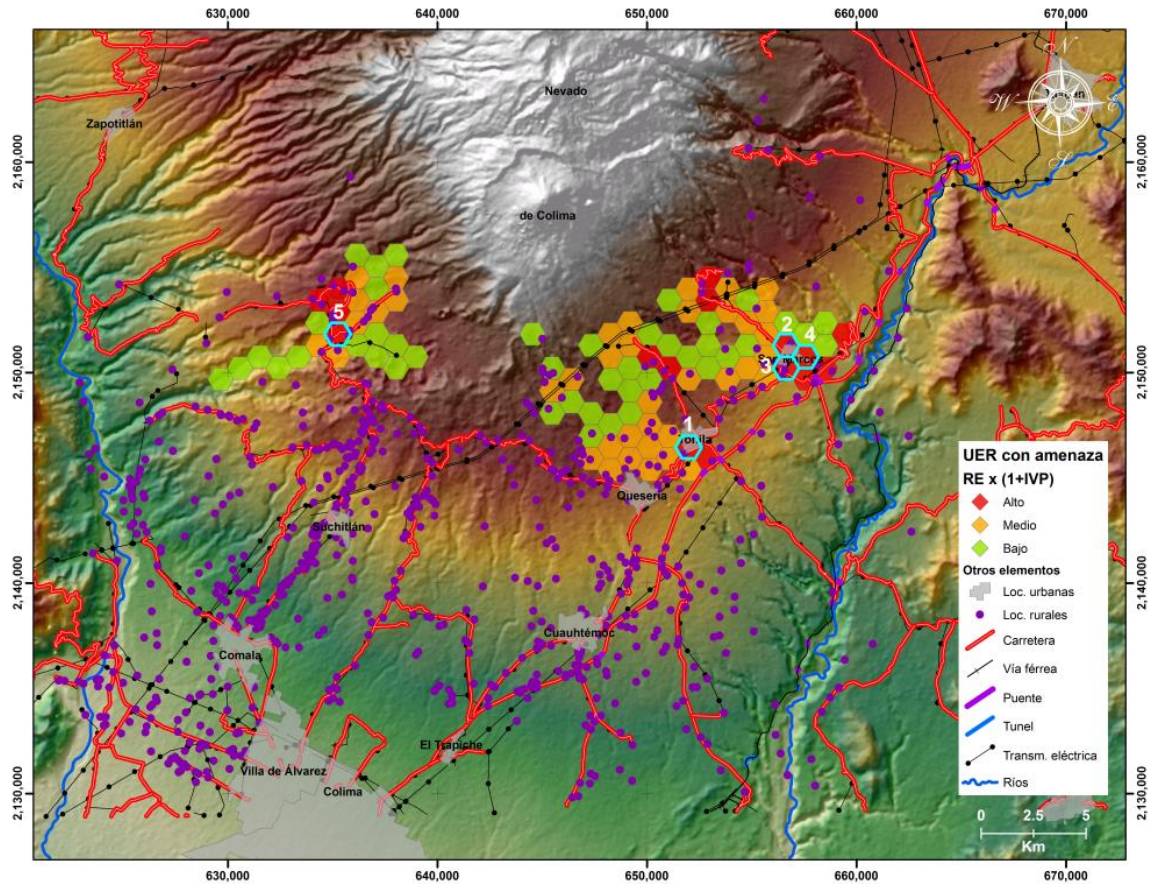 630,000 640,000 650,000 660,000 670,000
N
W E
S
Nevado
Zapotitlán
2,160,000 2,160,000
de Colima
5
2
4
San Marcos
3
2,150,000 2,150,000
1
Quesería
Suchitlán
2,140,000 2,140,000
Cuauhtémoc
Comala
El Trapiche
Villa de Álvarez
Colima
2,130,000 2,130,000
UER con amenaza
RE x (1+IVP)
Alto
Medio
Bajo
Otros elementos
Loc. urbanas
Loc. rurales
Carretera
Vía férrea
Puente
Tunel
Transm. eléctrica
Ríos
0 2.5 5
Km
630,000 640,000 650,000 660,000 670,000